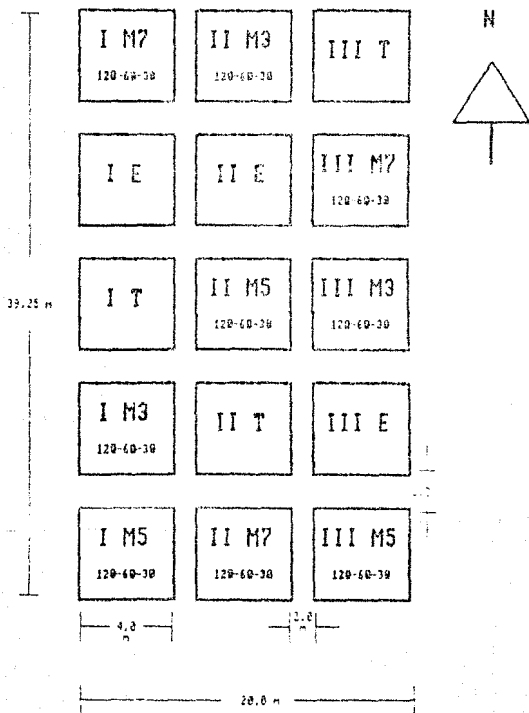 N
I M7
120-60-30
II M3
120-60-30
III T
I E
II E
III M7
120-60-30
39.25 m
I T
II M5
120-60-30
III M3
120-60-30
I M3
120-60-30
II T
III E
I M5
120-60-30
II M7
120-60-30
III M5
120-60-30
4.0
m
2.0
m
20.0 m